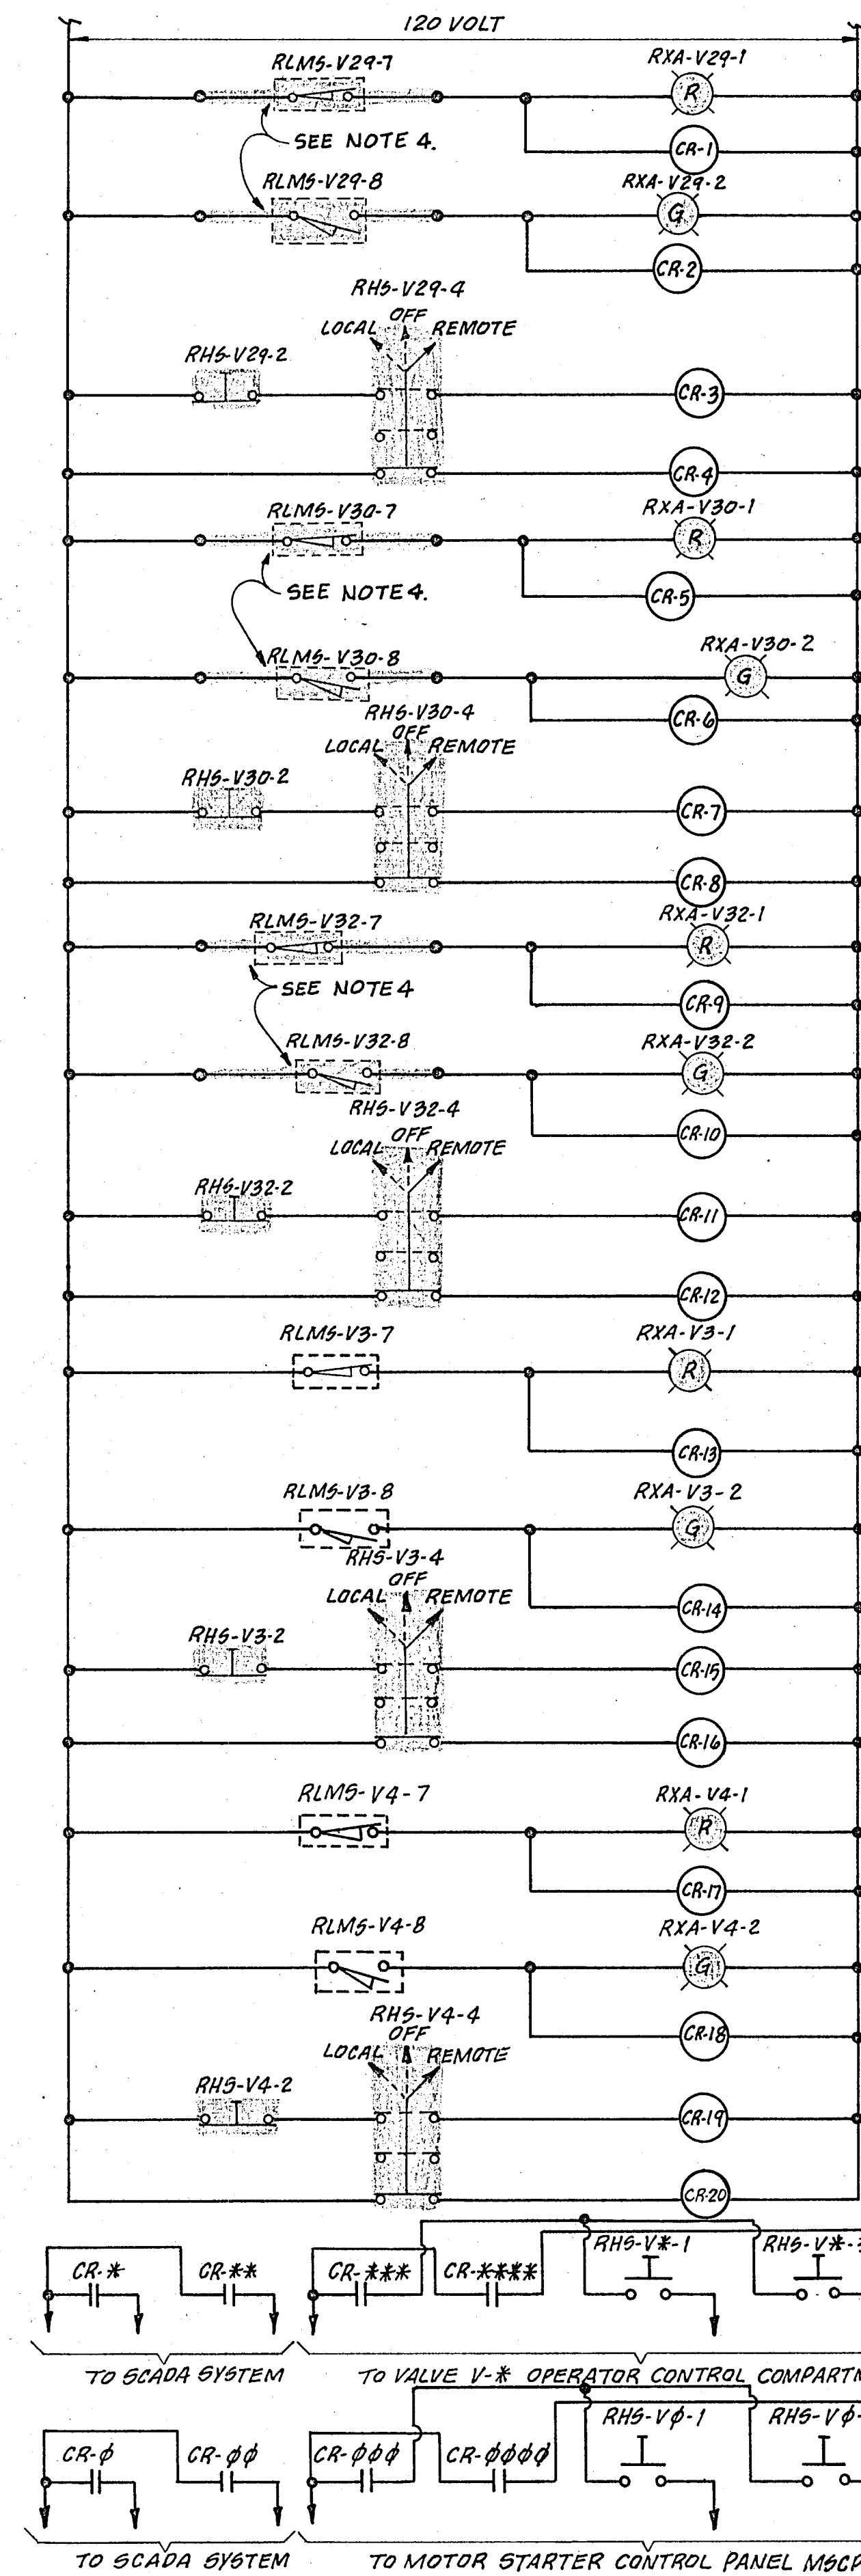 120 VOLT
RLMS-V29-7
RXA-V29-1
R
SEE NOTE 4.
CR-1
RLMS-V29-8
RXA-V29-2
G
CR-2
RHS-V29-4
OFF
LOCAL
REMOTE
RHS-V29-2
CR-3
CR-4
RLMS-V30-7
RXA-V30-1
R
SEE NOTE 4.
CR-5
RLMS-V30-8
RXA-V30-2
G
CR-6
RHS-V30-4
OFF
LOCAL
REMOTE
RHS-V30-2
CR-7
CR-8
RLMS-V32-7
RXA-V32-1
R
SEE NOTE 4
CR-9
RLMS-V32-8
RXA-V32-2
G
CR-10
RHS-V32-4
OFF
LOCAL
REMOTE
RHS-V32-2
CR-11
CR-12
RLMS-V3-7
RXA-V3-1
R
CR-13
RLMS-V3-8
RXA-V3-2
G
CR-14
RHS-V3-4
OFF
LOCAL
REMOTE
RHS-V3-2
CR-15
CR-16
RLMS-V4-7
RXA-V4-1
R
CR-17
RLMS-V4-8
RXA-V4-2
G
CR-18
RHS-V4-4
OFF
LOCAL
REMOTE
RHS-V4-2
CR-19
CR-20
CR-*
CR-**
CR-***
CR-****
RHS-V*-1
RHS-V*-
TO SCADA SYSTEM
TO VALVE V-* OPERATOR CONTROL COMPARTM
CR-φ
CR-φφ
CR-φφφ
CR-φφφφ
RHS-Vφ-1
RHS-Vφ-
TO SCADA SYSTEM
TO MOTOR STARTER CONTROL PANEL MSCP